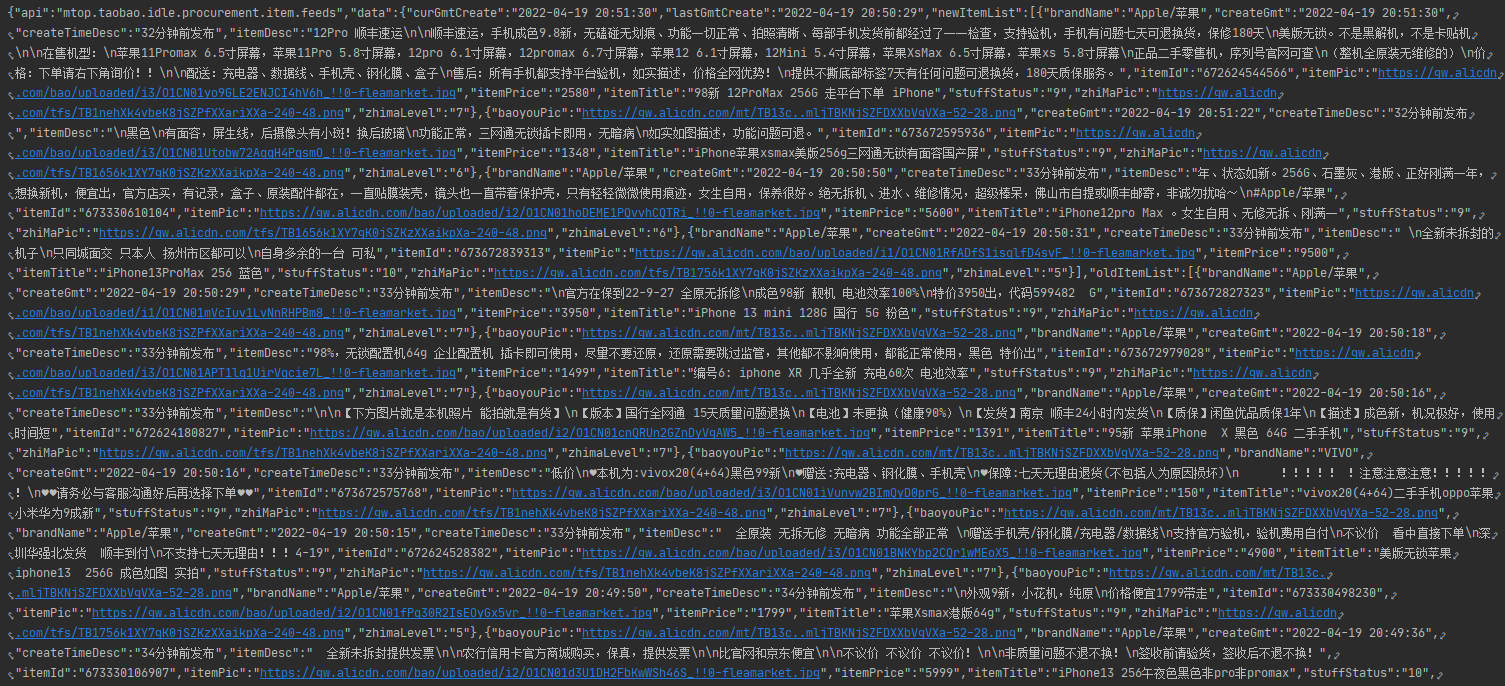 {"api":"mtop.taobao.idle.procurement.item.feeds","data":{"curGmtCreate":"2022-04-19 20:51:30","lastGmtCreate":"2022-04-19 20:50:29","newItemList":[{"brandName":"Apple/苹果","createGmt":"2022-04-19 20:51:30",
"createTimeDesc":"32分钟前发布","itemDesc":"12Pro 顺丰速运\n\n顺丰速运，手机成色9.8新，无磕碰无划痕、功能一切正常、拍照清晰、每部手机发货前都经过了一一检查，支持验机，手机有问题七天可退换货，保修180天\n美版无锁。不是黑解机，不是卡贴机
\n\n\n在售机型： \n苹果11Promax 6.5寸屏幕，苹果11Pro 5.8寸屏幕，12pro 6.1寸屏幕，12promax 6.7寸屏幕，苹果12 6.1寸屏幕，12Mini 5.4寸屏幕，苹果XsMax 6.5寸屏幕，苹果xs 5.8寸屏幕\n正品二手零售机，序列号官网可查\n（整机全原装无维修的）\n价
格：下单请右下角询价！！\n\n配送：充电器、数据线、手机壳、钢化膜、盒子\n售后：所有手机都支持平台验机，如实描述，价格全网优势！\n提供不撕底部标签7天有任何问题可退换货，180天质保服务。","itemId":"672624544566","itemPic":"https://gw.alicdn
.com/bao/uploaded/i3/O1CN01yo9GLE2ENJCI4hV6h_!!0-fleamarket.jpg","itemPrice":"2580","itemTitle":"98新 12ProMax 256G 走平台下单 iPhone","stuffStatus":"9","zhiMaPic":"https://gw.alicdn
.com/tfs/TB1nehXk4vbeK8jSZPfXXariXXa-240-48.png","zhimaLevel":"7"},{"baoyouPic":"https://gw.alicdn.com/mt/TB13c..mljTBKNjSZFDXXbVqVXa-52-28.png","createGmt":"2022-04-19 20:51:22","createTimeDesc":"32分钟前发布
","itemDesc":"\n黑色\n有面容，屏生线，后摄像头有小斑！换后玻璃\n功能正常，三网通无锁插卡即用，无暗病\n如实如图描述，功能问题可退。","itemId":"673672595936","itemPic":"https://gw.alicdn
.com/bao/uploaded/i3/O1CN01Utobw72AqqH4PqsmO_!!0-fleamarket.jpg","itemPrice":"1348","itemTitle":"iPhone苹果xsmax美版256g三网通无锁有面容国产屏","stuffStatus":"9","zhiMaPic":"https://gw.alicdn
.com/tfs/TB1656k1XY7qK0jSZKzXXaikpXa-240-48.png","zhimaLevel":"6"},{"brandName":"Apple/苹果","createGmt":"2022-04-19 20:50:50","createTimeDesc":"33分钟前发布","itemDesc":"年、状态如新。256G、石墨灰、港版、正好刚满一年，
想换新机，便宜出，官方店买，有记录，盒子、原装配件都在，一直贴膜装壳，镜头也一直带着保护壳，只有轻轻微微使用痕迹，女生自用，保养很好。绝无拆机、进水、维修情况，超级棒呆，佛山市自提或顺丰邮寄，非诚勿扰哈～\n#Apple/苹果",
"itemId":"673330610104","itemPic":"https://gw.alicdn.com/bao/uploaded/i2/O1CN01hoDEME1PQvvhCQTRi_!!0-fleamarket.jpg","itemPrice":"5600","itemTitle":"iPhone12pro Max 。女生自用、无修无拆、刚满一","stuffStatus":"9",
"zhiMaPic":"https://gw.alicdn.com/tfs/TB1656k1XY7qK0jSZKzXXaikpXa-240-48.png","zhimaLevel":"6"},{"brandName":"Apple/苹果","createGmt":"2022-04-19 20:50:31","createTimeDesc":"33分钟前发布","itemDesc":" \n全新未拆封的
机子\n只同城面交 只本人 扬州市区都可以\n自身多余的一台 可私","itemId":"673672839313","itemPic":"https://gw.alicdn.com/bao/uploaded/i1/O1CN01RfADfS1isqlfD4svF_!!0-fleamarket.jpg","itemPrice":"9500",
"itemTitle":"iPhone13ProMax 256 蓝色","stuffStatus":"10","zhiMaPic":"https://gw.alicdn.com/tfs/TB1756k1XY7qK0jSZKzXXaikpXa-240-48.png","zhimaLevel":"5"}],"oldItemList":[{"brandName":"Apple/苹果",
"createGmt":"2022-04-19 20:50:29","createTimeDesc":"33分钟前发布","itemDesc":"\n官方在保到22-9-27 全原无拆修\n成色98新 靓机 电池效率100%\n特价3950出，代码599482  G","itemId":"673672827323","itemPic":"https://gw.alicdn
.com/bao/uploaded/i1/O1CN01mVcIuv1LvNnRHPBm8_!!0-fleamarket.jpg","itemPrice":"3950","itemTitle":"iPhone 13 mini 128G 国行 5G 粉色","stuffStatus":"9","zhiMaPic":"https://gw.alicdn
.com/tfs/TB1nehXk4vbeK8jSZPfXXariXXa-240-48.png","zhimaLevel":"7"},{"baoyouPic":"https://gw.alicdn.com/mt/TB13c..mljTBKNjSZFDXXbVqVXa-52-28.png","brandName":"Apple/苹果","createGmt":"2022-04-19 20:50:18",
"createTimeDesc":"33分钟前发布","itemDesc":"98%，无锁配置机64g 企业配置机 插卡即可使用，尽量不要还原，还原需要跳过监管，其他都不影响使用，都能正常使用，黑色 特价出","itemId":"673672979028","itemPic":"https://gw.alicdn
.com/bao/uploaded/i4/O1CN01APT1lq1UirVqcie7L_!!0-fleamarket.jpg","itemPrice":"1499","itemTitle":"编号6: iphone XR 几乎全新 充电60次 电池效率","stuffStatus":"9","zhiMaPic":"https://gw.alicdn
.com/tfs/TB1nehXk4vbeK8jSZPfXXariXXa-240-48.png","zhimaLevel":"7"},{"baoyouPic":"https://gw.alicdn.com/mt/TB13c..mljTBKNjSZFDXXbVqVXa-52-28.png","brandName":"Apple/苹果","createGmt":"2022-04-19 20:50:16",
"createTimeDesc":"33分钟前发布","itemDesc":"\n\n【下方图片就是本机照片 能拍就是有货】\n【版本】国行全网通 15天质量问题退换\n【电池】未更换（健康90%）\n【发货】南京 顺丰24小时内发货\n【质保】闲鱼优品质保1年\n【描述】成色新，机况极好，使用
时间短","itemId":"672624180827","itemPic":"https://gw.alicdn.com/bao/uploaded/i2/O1CN01cnQRUn2GZnDyVqAW5_!!0-fleamarket.jpg","itemPrice":"1391","itemTitle":"95新 苹果iPhone  X 黑色 64G 二手手机","stuffStatus":"9",
"zhiMaPic":"https://gw.alicdn.com/tfs/TB1nehXk4vbeK8jSZPfXXariXXa-240-48.png","zhimaLevel":"7"},{"baoyouPic":"https://gw.alicdn.com/mt/TB13c..mljTBKNjSZFDXXbVqVXa-52-28.png","brandName":"VIVO",
"createGmt":"2022-04-19 20:50:16","createTimeDesc":"33分钟前发布","itemDesc":"低价\n♥本机为:vivox20(4+64)黑色99新\n♥赠送:充电器、钢化膜、手机壳\n♥保障:七天无理由退货(不包括人为原因损坏)\n     ！！！！！ ！注意注意注意！！！！！
！\n♥♥请务必与客服沟通好后再选择下单♥♥","itemId":"673672575768","itemPic":"https://gw.alicdn.com/bao/uploaded/i3/O1CN01iVunvw2BImQyD0prG_!!0-fleamarket.jpg","itemPrice":"150","itemTitle":"vivox20(4+64)二手手机oppo苹果
小米华为9成新","stuffStatus":"9","zhiMaPic":"https://gw.alicdn.com/tfs/TB1nehXk4vbeK8jSZPfXXariXXa-240-48.png","zhimaLevel":"7"},{"baoyouPic":"https://gw.alicdn.com/mt/TB13c..mljTBKNjSZFDXXbVqVXa-52-28.png",
"brandName":"Apple/苹果","createGmt":"2022-04-19 20:50:15","createTimeDesc":"33分钟前发布","itemDesc":"  全原装 无拆无修 无暗病 功能全部正常 \n赠送手机壳/钢化膜/充电器/数据线\n支持官方验机，验机费用自付\n不议价  看中直接下单\n深
圳华强北发货  顺丰到付\n不支持七天无理由！！！4-19","itemId":"672624528382","itemPic":"https://gw.alicdn.com/bao/uploaded/i3/O1CN01BNKYbp2CQr1wMEoX5_!!0-fleamarket.jpg","itemPrice":"4900","itemTitle":"美版无锁苹果
iphone13  256G 成色如图 实拍","stuffStatus":"9","zhiMaPic":"https://gw.alicdn.com/tfs/TB1nehXk4vbeK8jSZPfXXariXXa-240-48.png","zhimaLevel":"7"},{"baoyouPic":"https://gw.alicdn.com/mt/TB13c.
.mljTBKNjSZFDXXbVqVXa-52-28.png","brandName":"Apple/苹果","createGmt":"2022-04-19 20:49:50","createTimeDesc":"34分钟前发布","itemDesc":"\n外观9新，小花机，纯原\n价格便宜1799带走","itemId":"673330498230",
"itemPic":"https://gw.alicdn.com/bao/uploaded/i2/O1CN01fPq30R2IsEOyGx5vr_!!0-fleamarket.jpg","itemPrice":"1799","itemTitle":"苹果Xsmax港版64g","stuffStatus":"9","zhiMaPic":"https://gw.alicdn
.com/tfs/TB1756k1XY7qK0jSZKzXXaikpXa-240-48.png","zhimaLevel":"5"},{"baoyouPic":"https://gw.alicdn.com/mt/TB13c..mljTBKNjSZFDXXbVqVXa-52-28.png","brandName":"Apple/苹果","createGmt":"2022-04-19 20:49:36",
"createTimeDesc":"34分钟前发布","itemDesc":"  全新未拆封提供发票\n\n农行信用卡官方商城购买，保真，提供发票\n\n比官网和京东便宜\n\n不议价 不议价 不议价！\n\n非质量问题不退不换！\n签收前请验货，签收后不退不换！",
"itemId":"673330106907","itemPic":"https://gw.alicdn.com/bao/uploaded/i1/O1CN01d3U1DH2FbKwWSh46S_!!0-fleamarket.jpg","itemPrice":"5999","itemTitle":"iPhone13 256午夜色黑色非pro非promax","stuffStatus":"10",